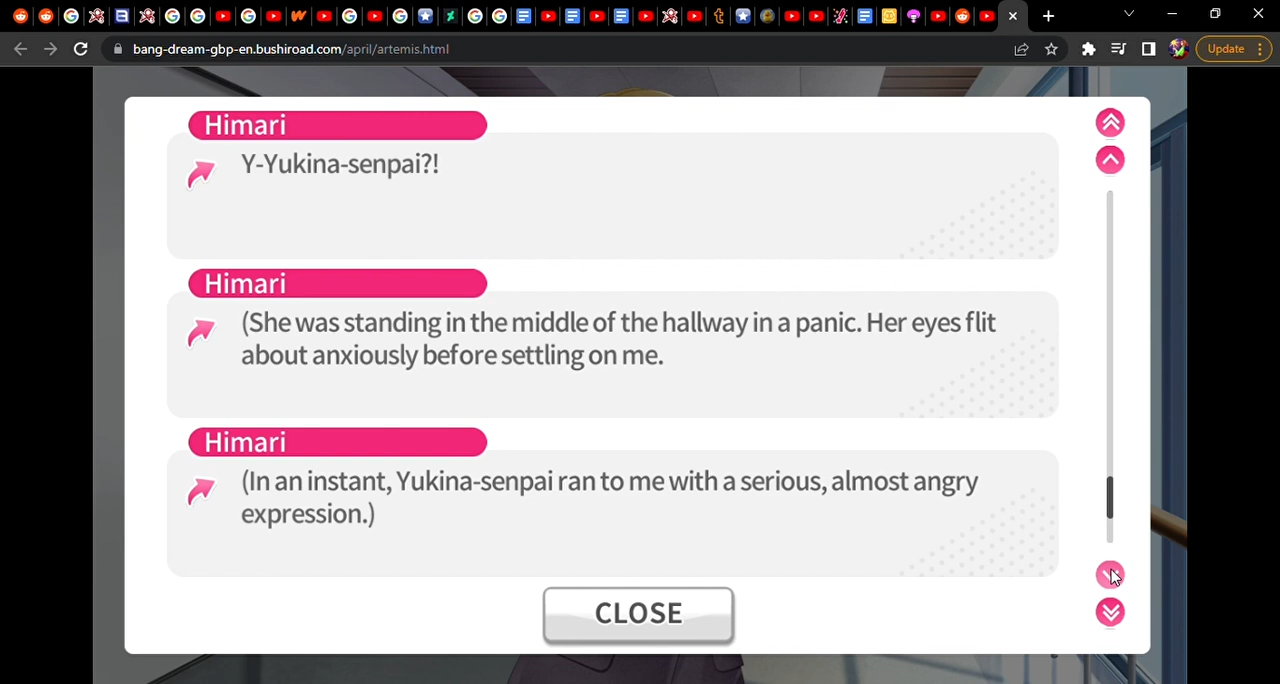 bang-dream-gbp-en.bushiroad.com/april/artemis.html
Update
Himari
Y-Yukina-senpai?!
Himari
(She was standing in the middle of the hallway in a panic. Her eyes flit
about anxiously before settling on me.
Himari
(In an instant, Yukina-senpai ran to me with a serious, almost angry
expression.)
CLOSE